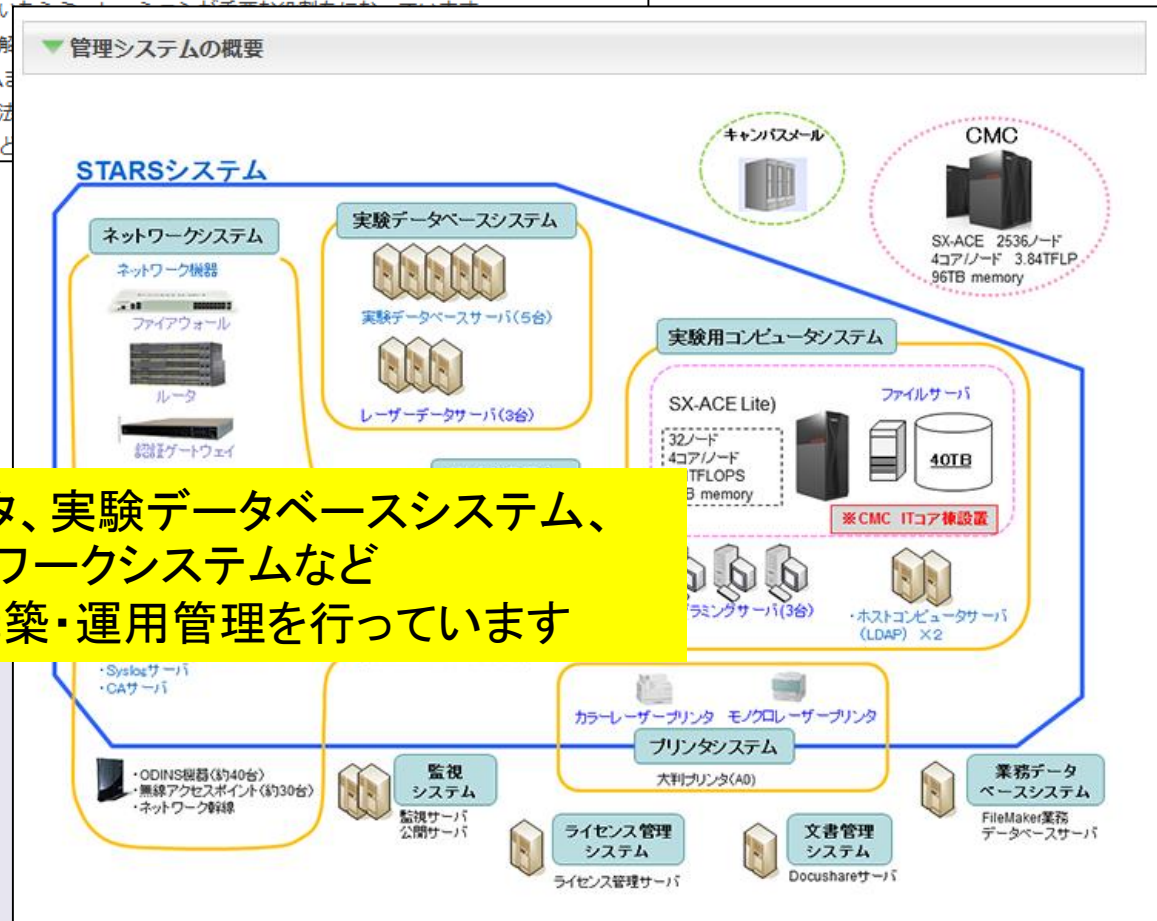 管理システムの概要
STARSシステム
キャンパスメール
CMC
SX-ACE 2536ノード
4コア/ノード 3.84TFLP
96TB memory
ネットワークシステム
ネットワーク機器
ファイアウォール
ルータ
認証ゲートウェイ
実験データベースシステム
実験データベースサーバ(5台)
レーザーデータサーバ(3台)
実験用コンピュータシステム
SX-ACE Lite)
32ノード
4コア/ノード
TFLOPS
memory
ファイルサーバ
40TB
※CMC ITコア棟設置
タ、実験データベースシステム、
ワークシステムなど
築・運用管理を行っています
ラミングサーバ(3台)
・ホストコンピュータサーバ
(LDAP) ×2
・Syslogサーバ
・CAサーバ
カラーレーザープリンタ モノクロレーザープリンタ
プリンタシステム
大判プリンタ(A0)
・ODINS機器(約40台)
・無線アクセスポイント(約30台)
・ネットワーク幹線
監視
システム
監視サーバ
公開サーバ
ライセンス管理
システム
ライセンス管理サーバ
文書管理
システム
Docushareサーバ
業務データ
ベースシステム
FileMaker業務
データベースサーバ